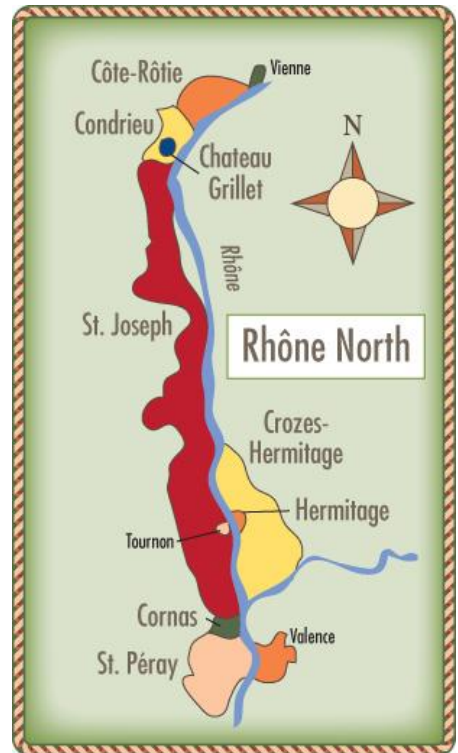 Vienne
Côte-Rôtie
Condrieu
Chateau
Grillet
N
Rhône
St. Joseph
Rhône North
Crozes-
Hermitage
Hermitage
Tournon
Cornas
Valence
St. Péray